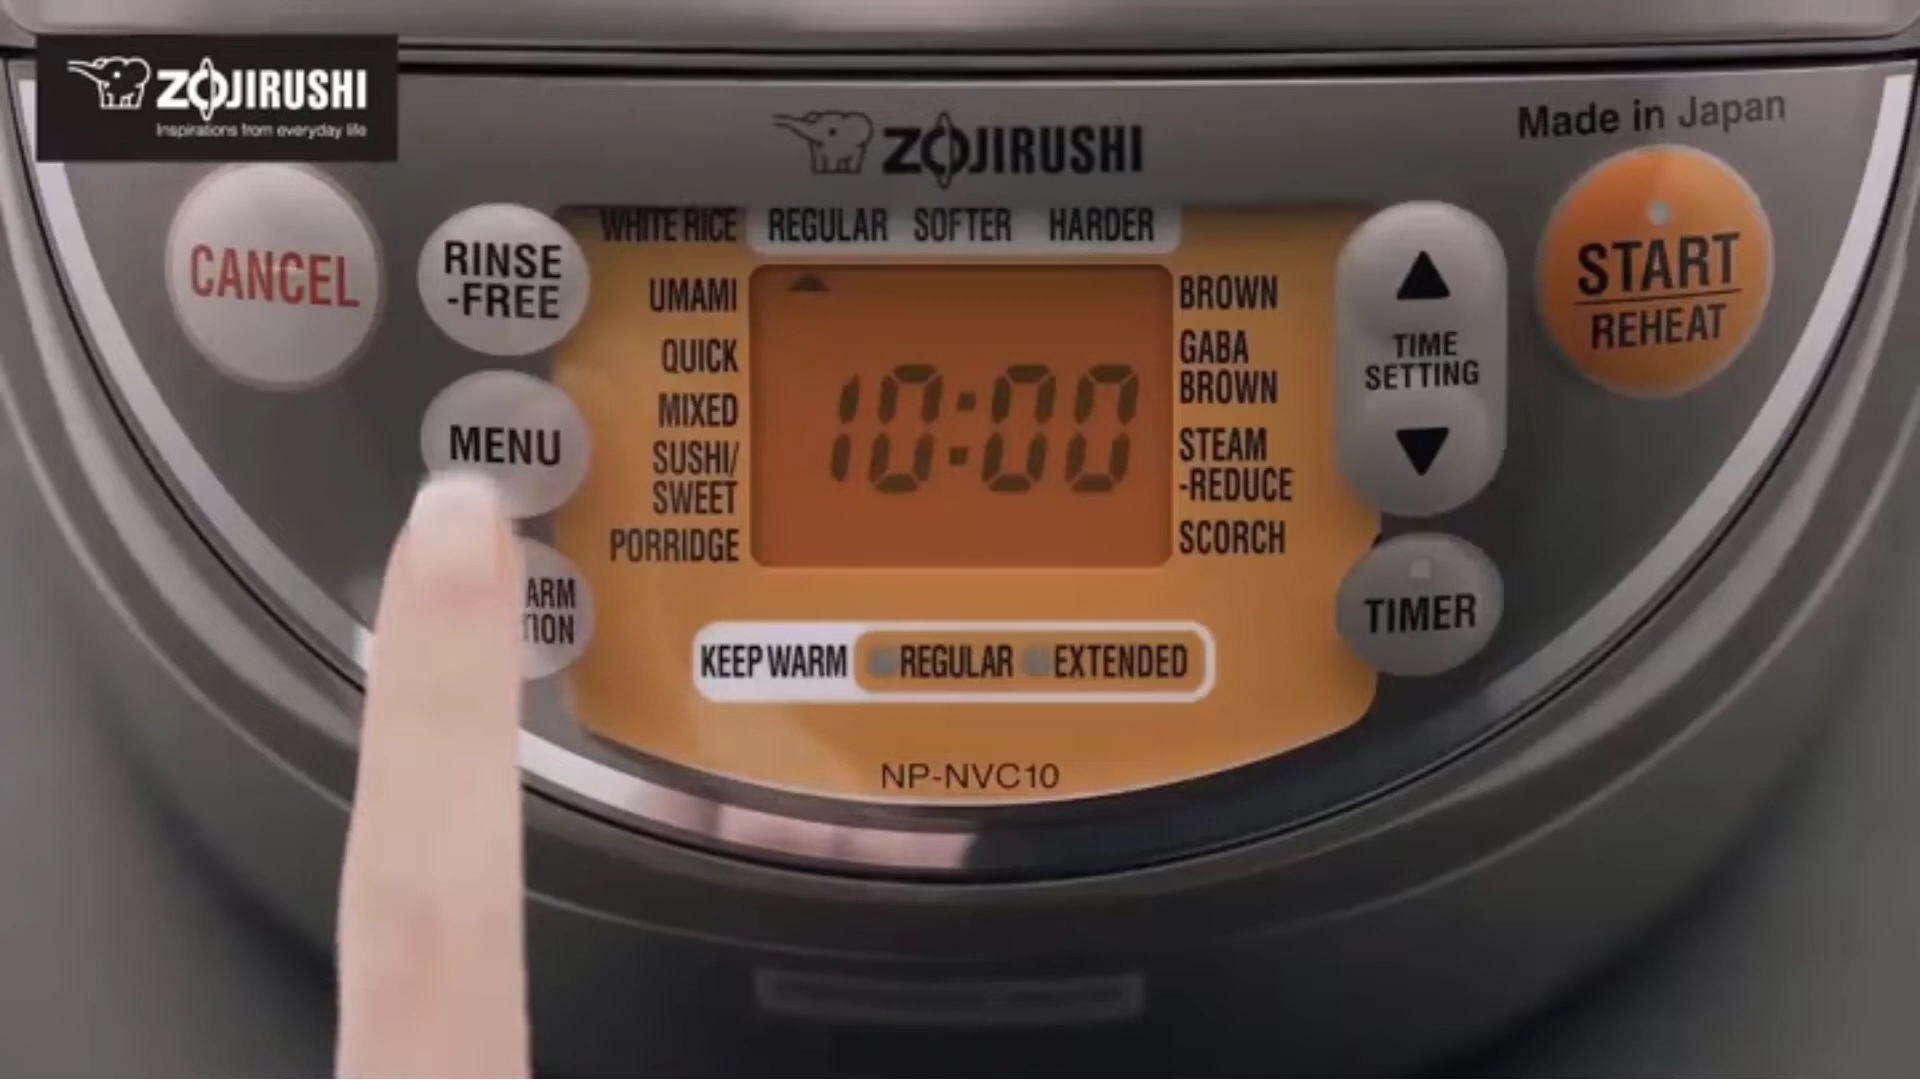 ZOJIRUSHI
Inspirations from everyday life
ZOJIRUSHI
Made in Japan
CANCEL
RINSE
-FREE
MENU
ARM
TION
WHITE RICE REGULAR SOFTER HARDER
UMAMI
QUICK
MIXED
SUSHI/
SWEET
PORRIDGE
10:00
BROWN
GABA
BROWN
STEAM
-REDUCE
SCORCH
TIME
SETTING
START
REHEAT
TIMER
KEEP WARM REGULAR EXTENDED
NP-NVC10